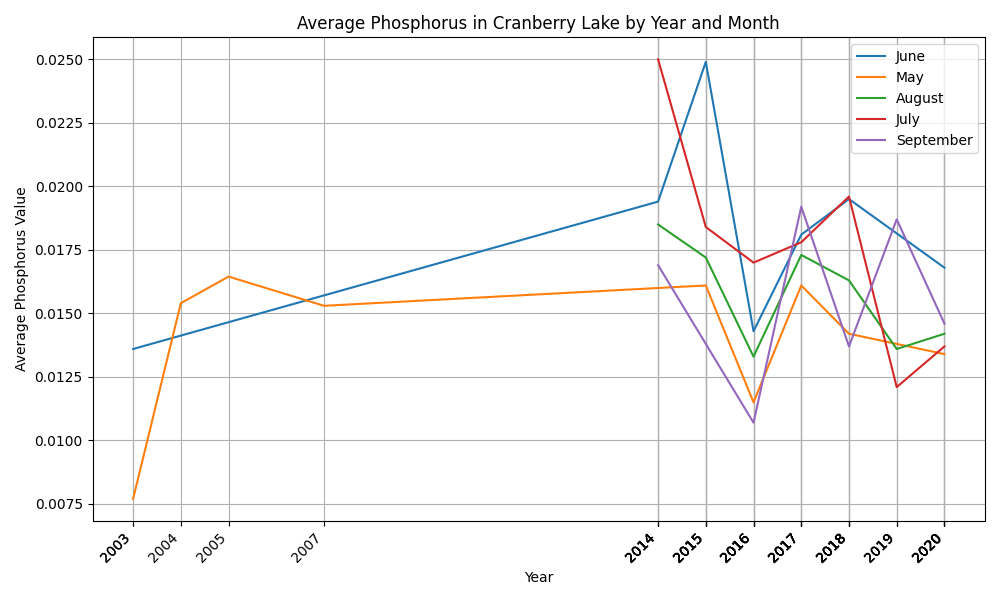 Average Phosphorus in Cranberry Lake by Year and Month
Average Phosphorus Value
0.0250
0.0225
0.0200
0.0175
0.0150
0.0125
0.0100
0.0075
June
May
August
July
September
2003
2004
2005
2007
2014
2015
2016
2017
2018
2019
2020
Year